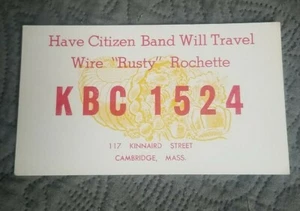 Have Citizen Band Will Travel
Wire "Rusty" Rochette
KBC 1524
117 KINNAIRD STREET
CAMBRIDGE, MASS.